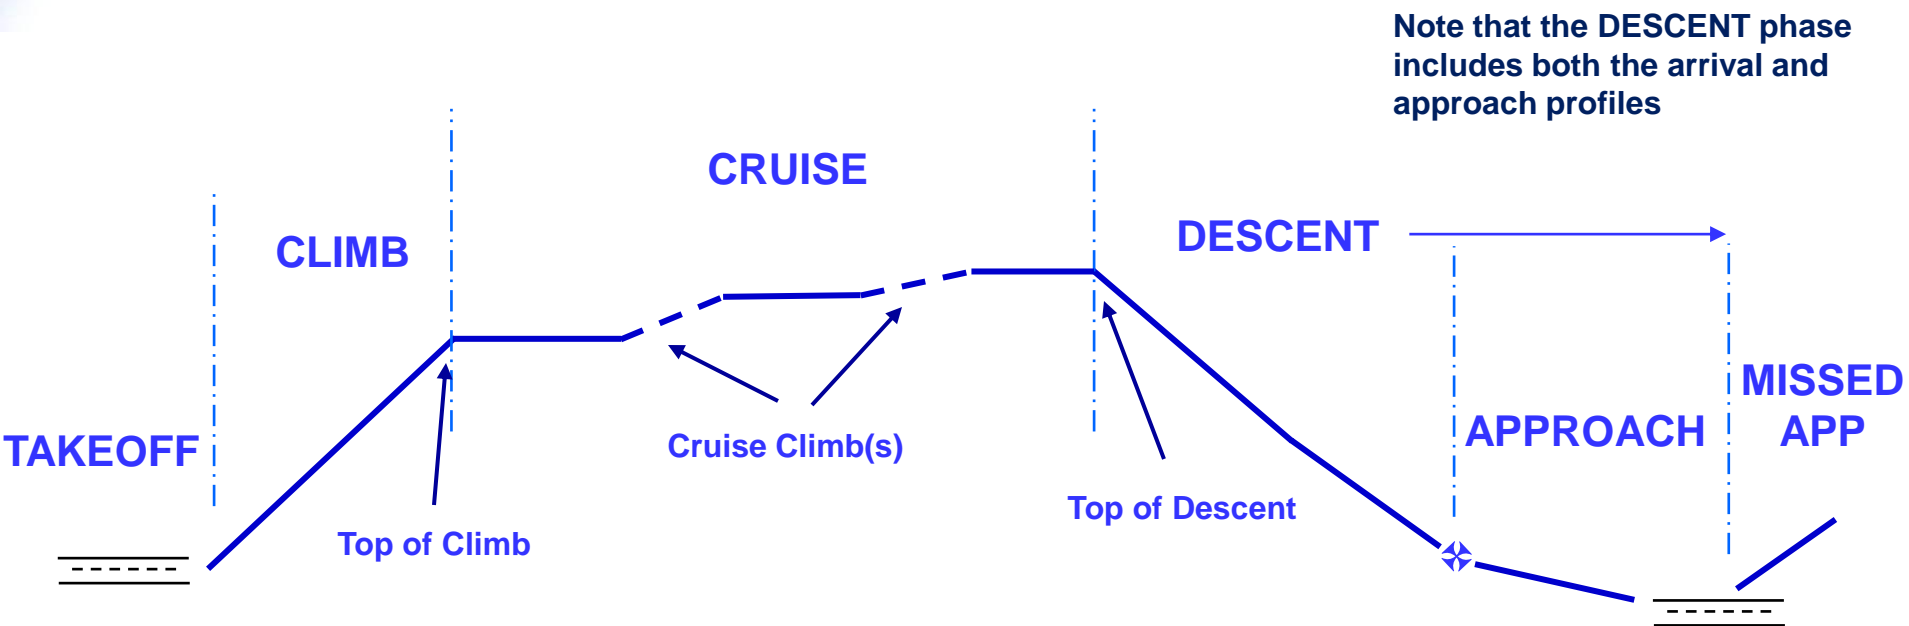 Note that the DESCENT phase
includes both the arrival and
approach profiles
CRUISE
DESCENT
CLIMB
MISSED
APP
APPROACH
TAKEOFF
Cruise Climb(s)
Top of Descent
Top of Climb